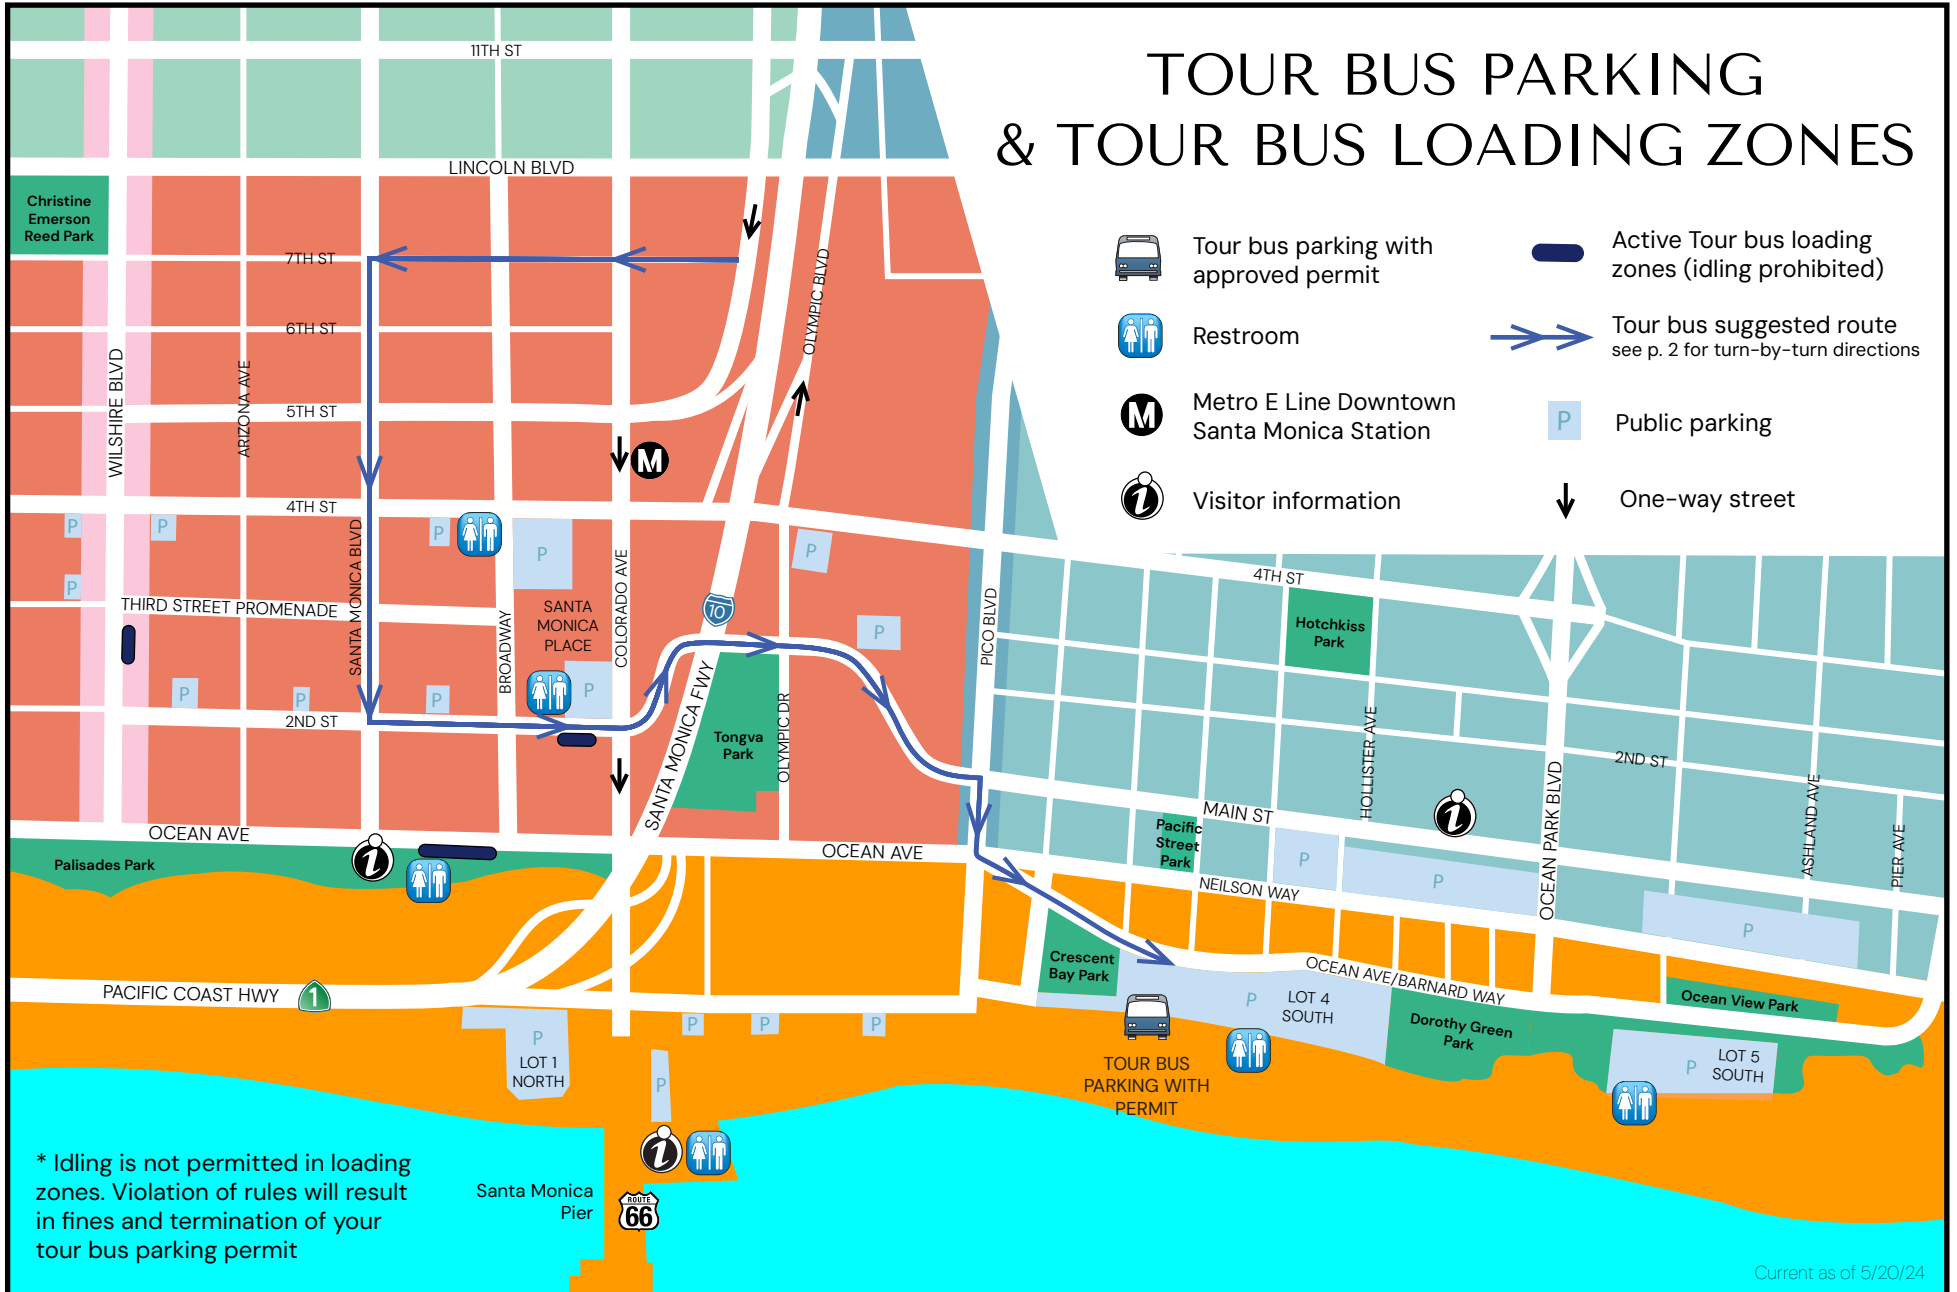 TOUR BUS PARKING
& TOUR BUS LOADING ZONES
Tour bus parking with
approved permit
Restroom
M
Metro E Line Downtown
Santa Monica Station
i
Visitor information
Active Tour bus loading
zones (idling prohibited)
Tour bus suggested route
see p. 2 for turn-by-turn directions
P
Public parking
One-way street
11TH ST
LINCOLN BLVD
Christine
Emerson
Reed Park
7TH ST
6TH ST
5TH ST
4TH ST
WILSHIRE BLVD
ARIZONA AVE
SANTA MONICA BLVD
BROADWAY
COLORADO AVE
OLYMPIC BLVD
M
P
P
P
P
P
P
THIRD STREET PROMENADE
SANTA
MONICA
PLACE
10
P
P
P
P
P
P
2ND ST
SANTA MONICA FWY
Tongva
Park
OLYMPIC DR
PICO BLVD
4TH ST
Hotchkiss
Park
HOLLISTER AVE
OCEAN PARK BLVD
2ND ST
ASHLAND AVE
PIER AVE
MAIN ST
i
Pacific
Street
Park
P
P
P
NEILSON WAY
OCEAN AVE
OCEAN AVE
Palisades Park
i
Crescent
Bay Park
OCEAN AVE/BARNARD WAY
PACIFIC COAST HWY
1
P
LOT 1
NORTH
P
P
P
P
P
LOT 4
SOUTH
Dorothy Green
Park
Ocean View Park
P
LOT 5
SOUTH
TOUR BUS
PARKING WITH
PERMIT
i
Santa Monica
Pier
ROUTE
66
* Idling is not permitted in loading
zones. Violation of rules will result
in fines and termination of your
tour bus parking permit
Current as of 5/20/24